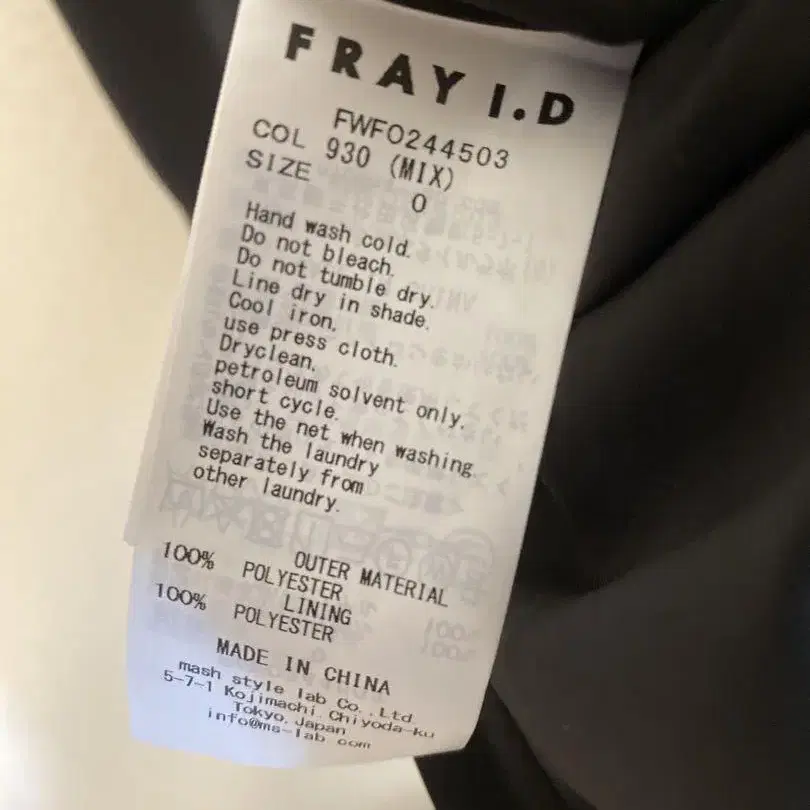 FRAY I.D
FWFO244503
COL 930 (MIX)
SIZE 0
Hand wash cold.
Do not bleach.
Do not tumble dry.
Line dry in shade.
Cool iron.
use press cloth.
Dryclean.
petroleum solvent only.
short cycle.
Use the net when washing
Wash the laundry
separately from
other laundry.
OUTER MATERIAL
100% POLYESTER
LINING
100% POLYESTER
MADE IN CHINA
mash style lab Co.,Ltd
5-7-1 Kojimachi Chiyoda-ku
Tokyo.Japan
info@ms-lab com